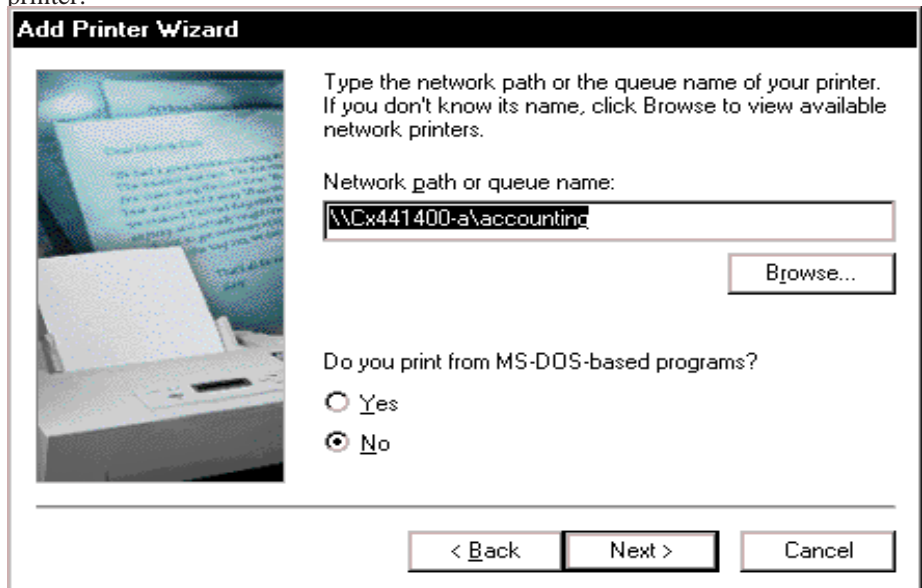 printer.
Add Printer Wizard
Type the network path or the queue name of your printer.
If you don't know its name, click Browse to view available
network printers.
Network path or queue name:
\\Cx441400-a\accounting
Browse...
Do you print from MS-DOS-based programs?
Yes
No
< Back
Next >
Cancel